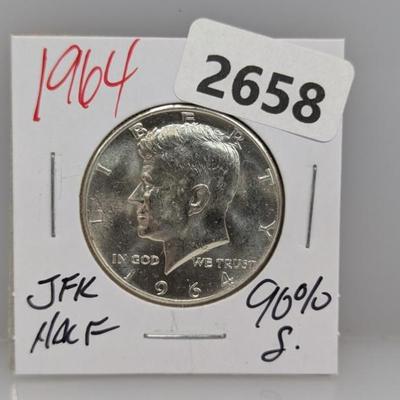 1964
2658
LIBERTY
IN GOD WE TRUST
1964
JFK
HALF
90%
S.